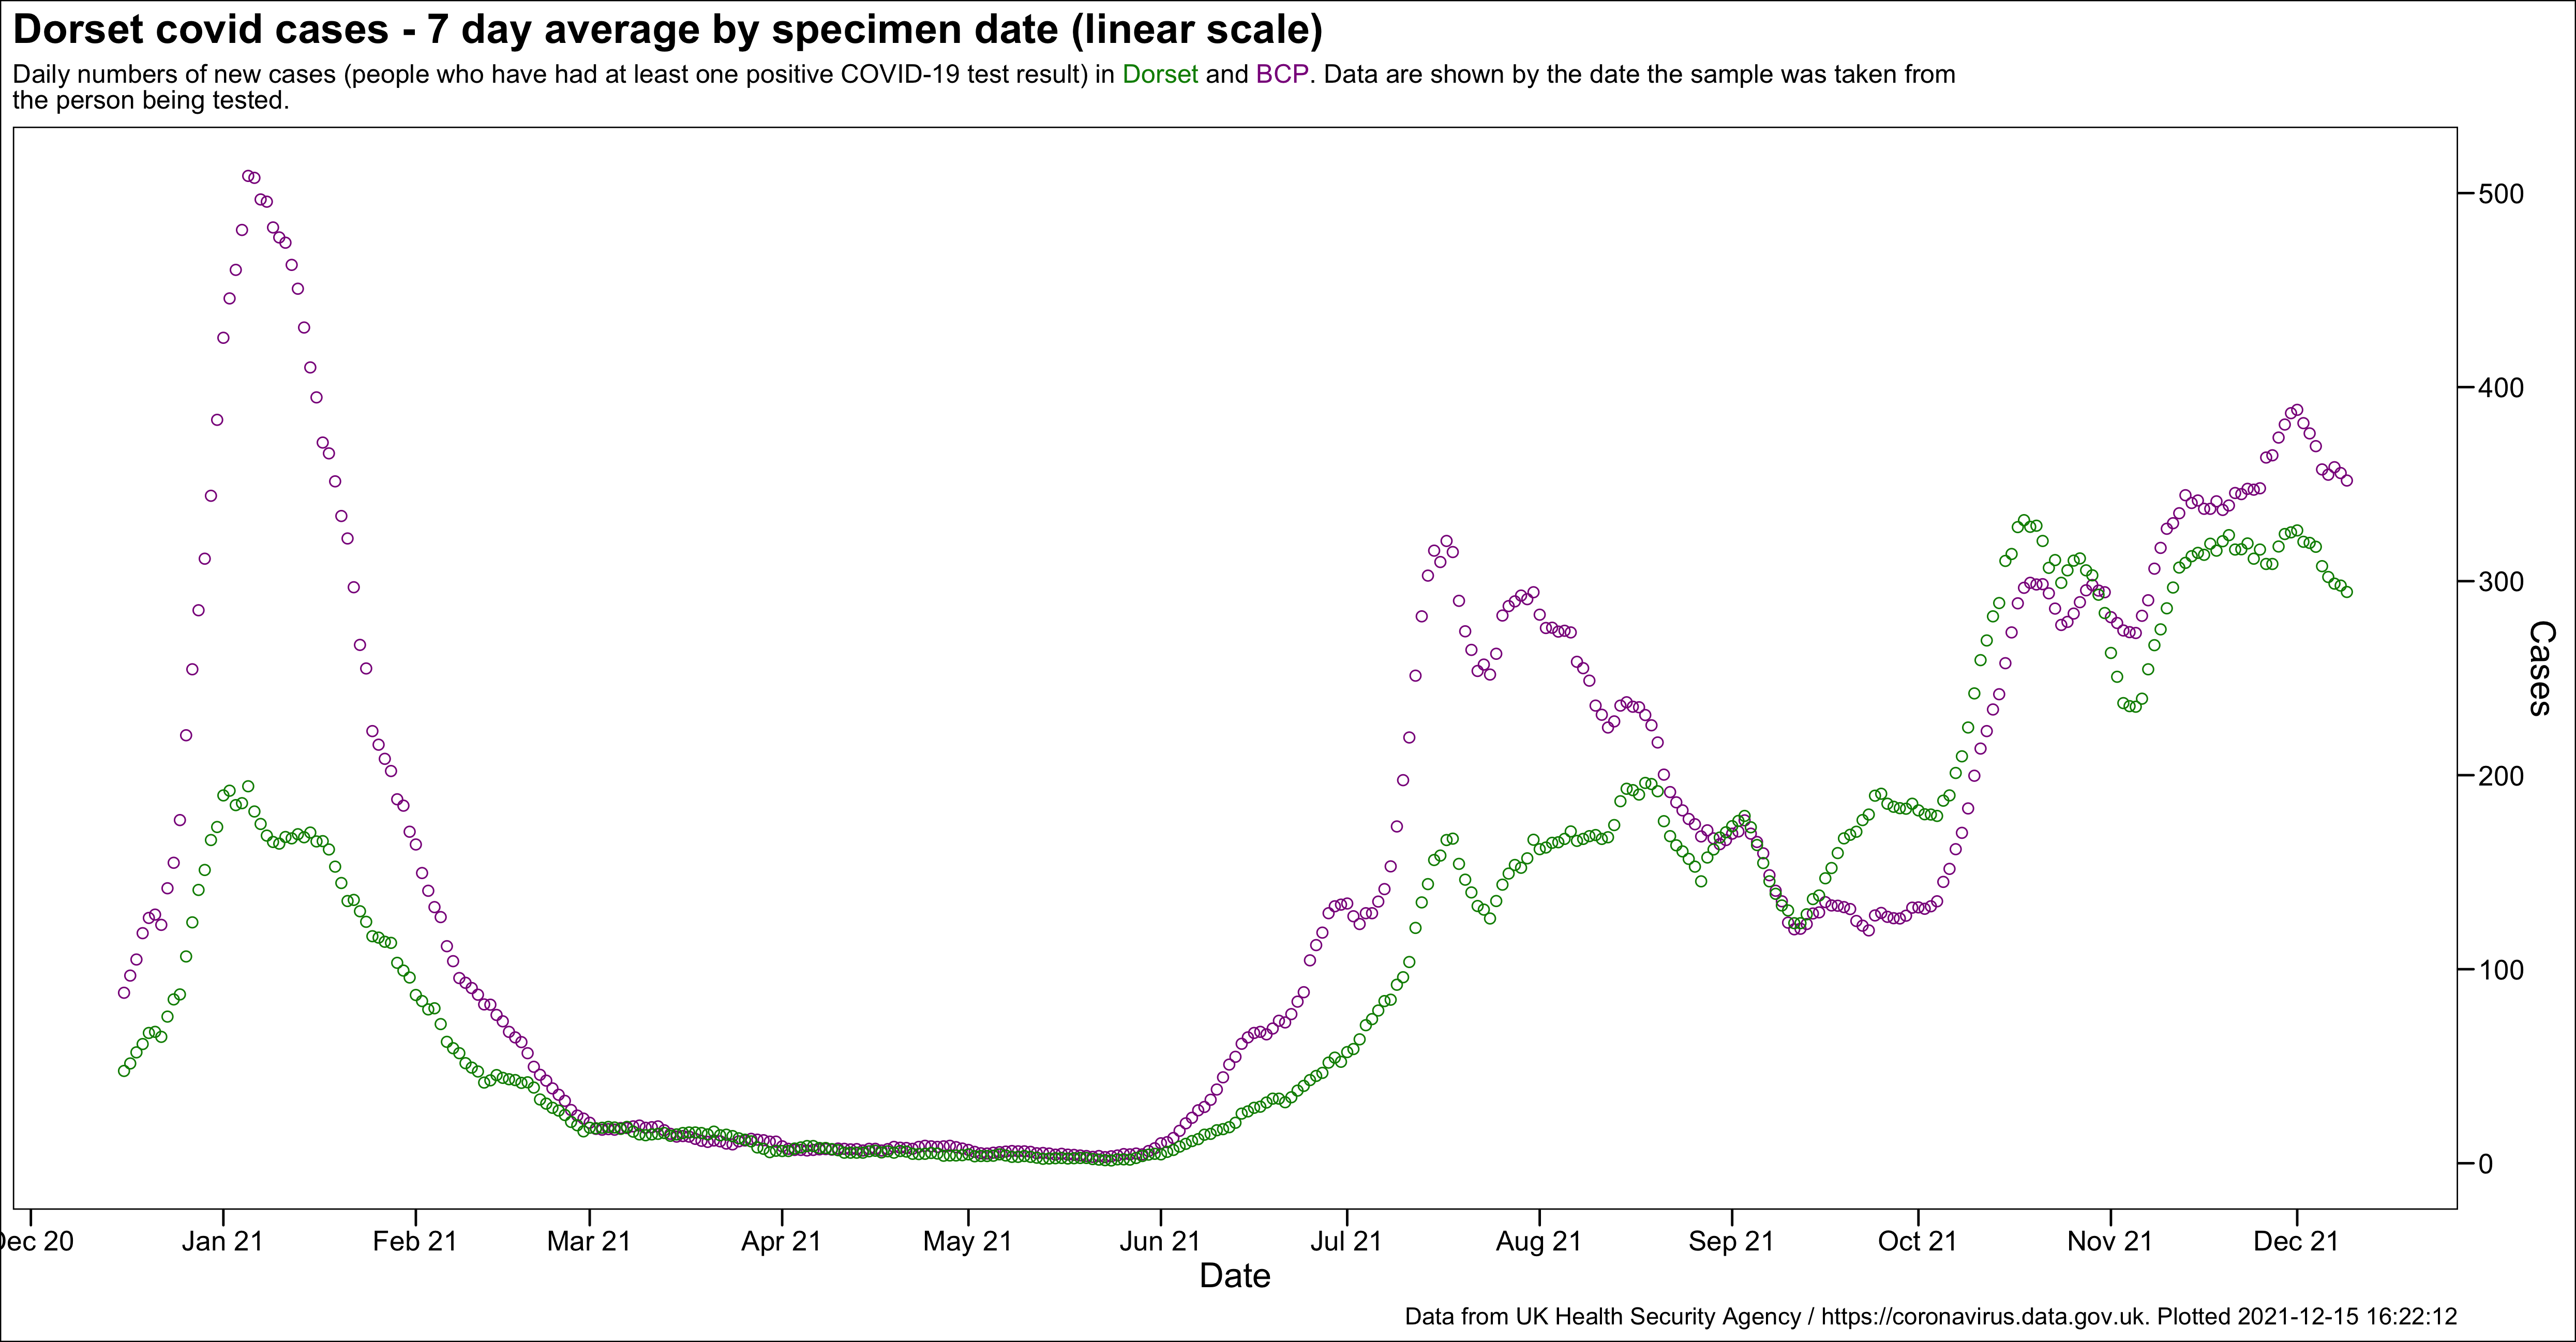 Dorset covid cases - 7 day average by specimen date (linear scale)
Daily numbers of new cases (people who have had at least one positive COVID-19 test result) in Dorset and BCP. Data are shown by the date the sample was taken from
the person being tested.
500
400
300
200
100
0
Cases
Dec 20 Jan 21 Feb 21 Mar 21 Apr 21 May 21 Jun 21 Jul 21 Aug 21 Sep 21 Oct 21 Nov 21 Dec 21
Date
Data from UK Health Security Agency / https://coronavirus.data.gov.uk. Plotted 2021-12-15 16:22:12